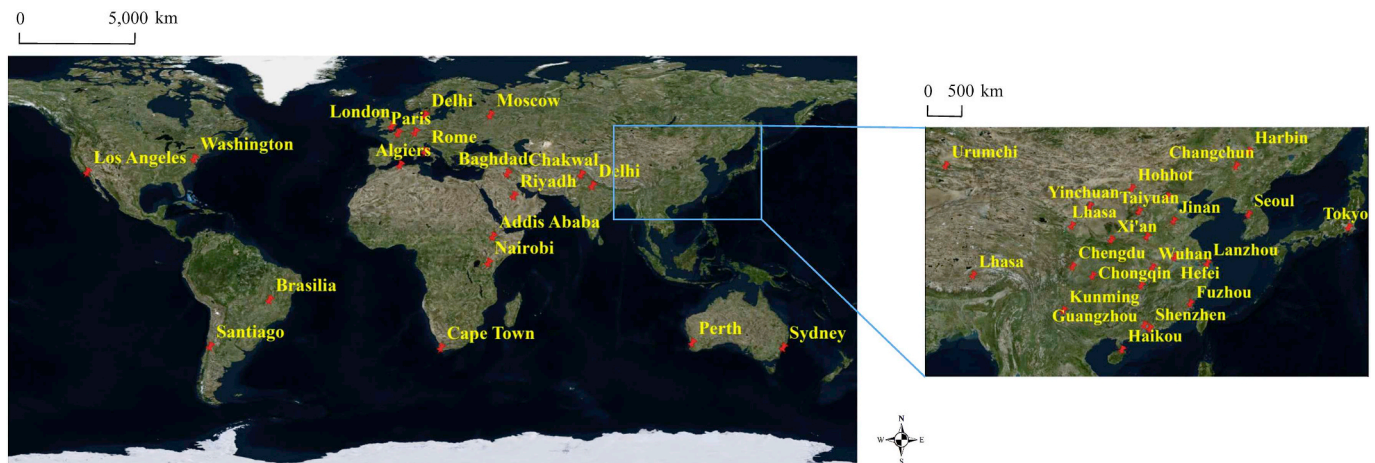 0 5,000 km
0 500 km
London
Delhi
Moscow
Paris
Rome
Washington
Los Angeles
Algiers
Baghdad
Chakwal
Delhi
Riyadh
Addis Ababa
Nairobi
Brasilia
Santiago
Cape Town
Perth
Sydney
Harbin
Urumchi
Changchun
Hohhot
Yinchuan
Taiyuan
Jinan
Seoul
Tokyo
Lhasa
Xi'an
Chengdu
Wuhan
Lanzhou
Lhasa
Chongqin
Hefei
Kunming
Fuzhou
Guangzhou
Shenzhen
Haikou
N
W E
S